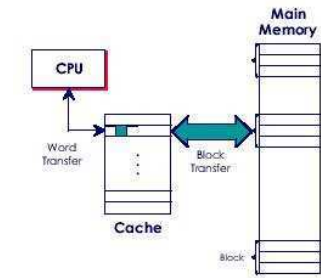 Main
Memory
CPU
Word
Transfer
Block
Transfer
Cache
Block